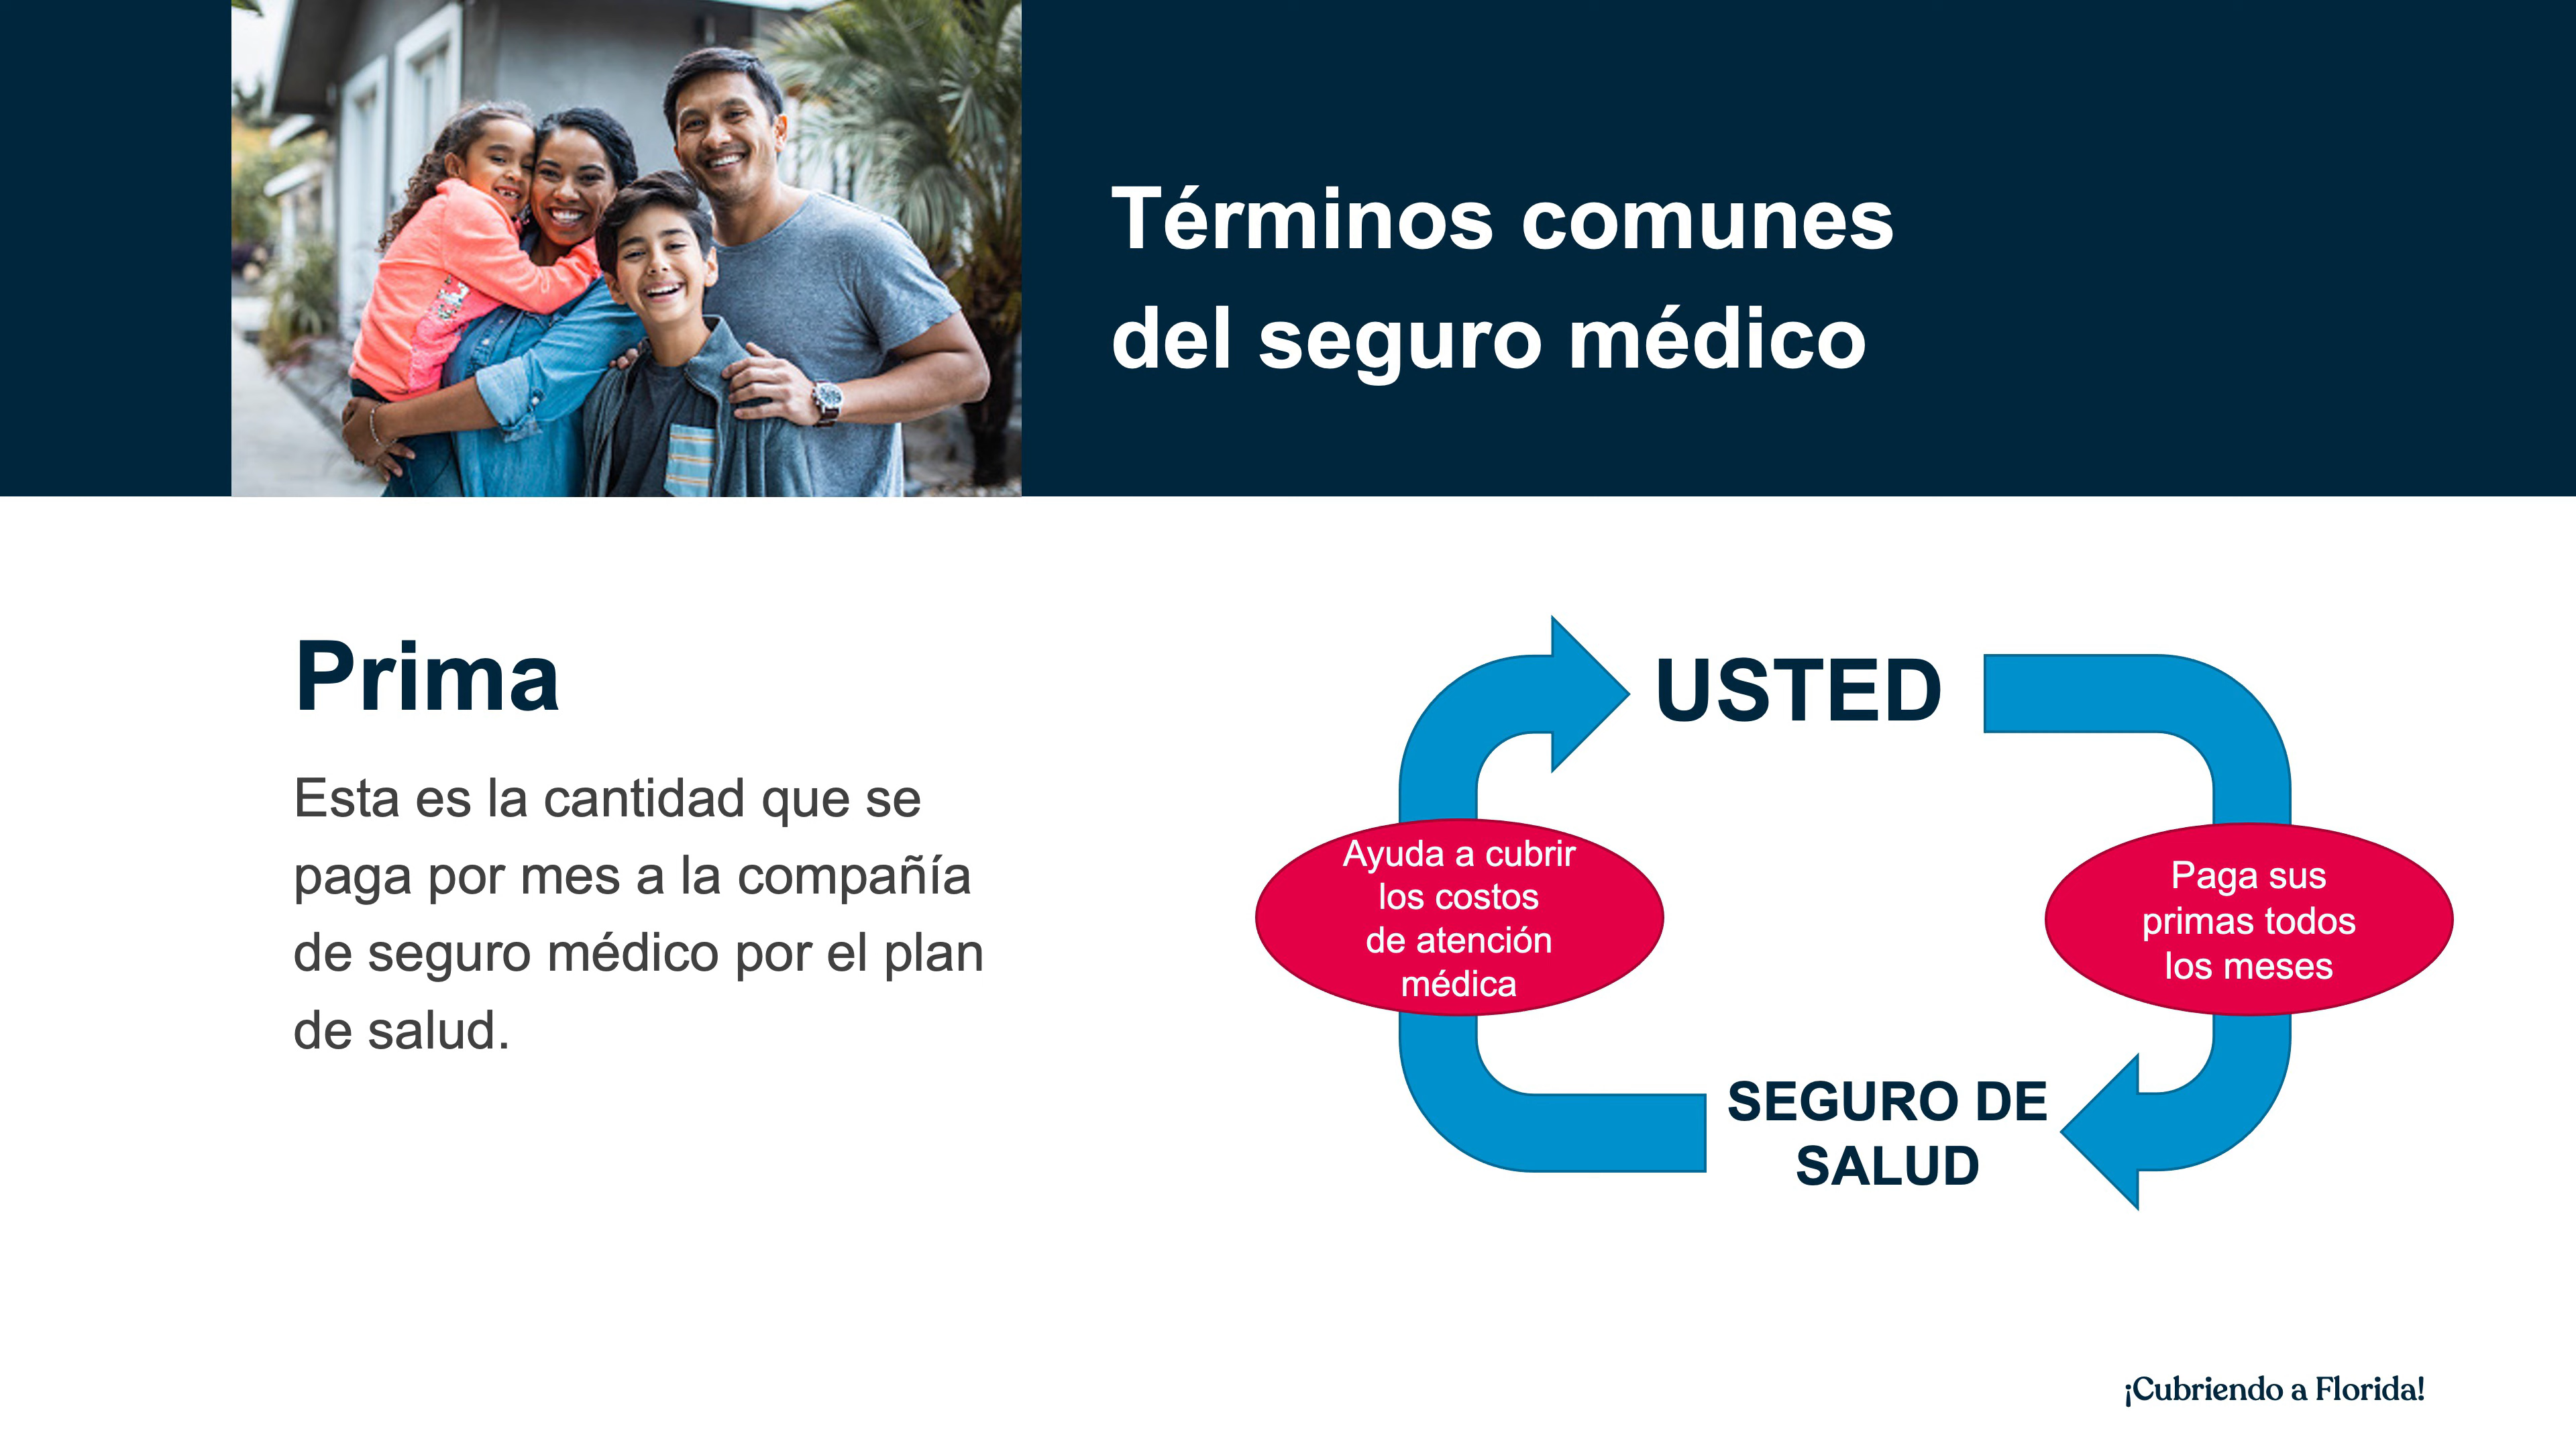 Términos comunes
del seguro médico
Prima
Esta es la cantidad que se
paga por mes a la compañía
de seguro médico por el plan
de salud.
USTED
Ayuda a cubrir
los costos
de atención
médica
Paga sus
primas todos
los meses
SEGURO DE
SALUD
¡Cubriendo a Florida!